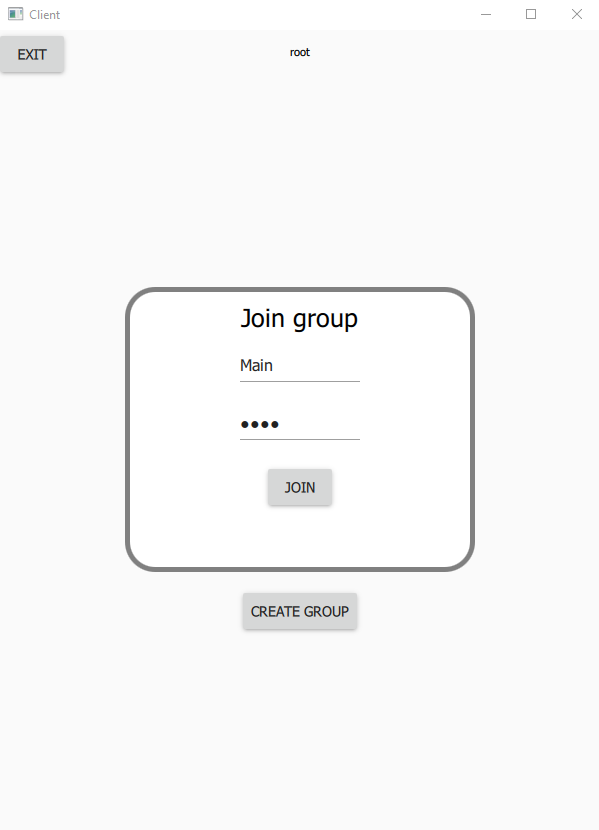 Client
EXIT
root
Join group
Main
••••
JOIN
CREATE GROUP